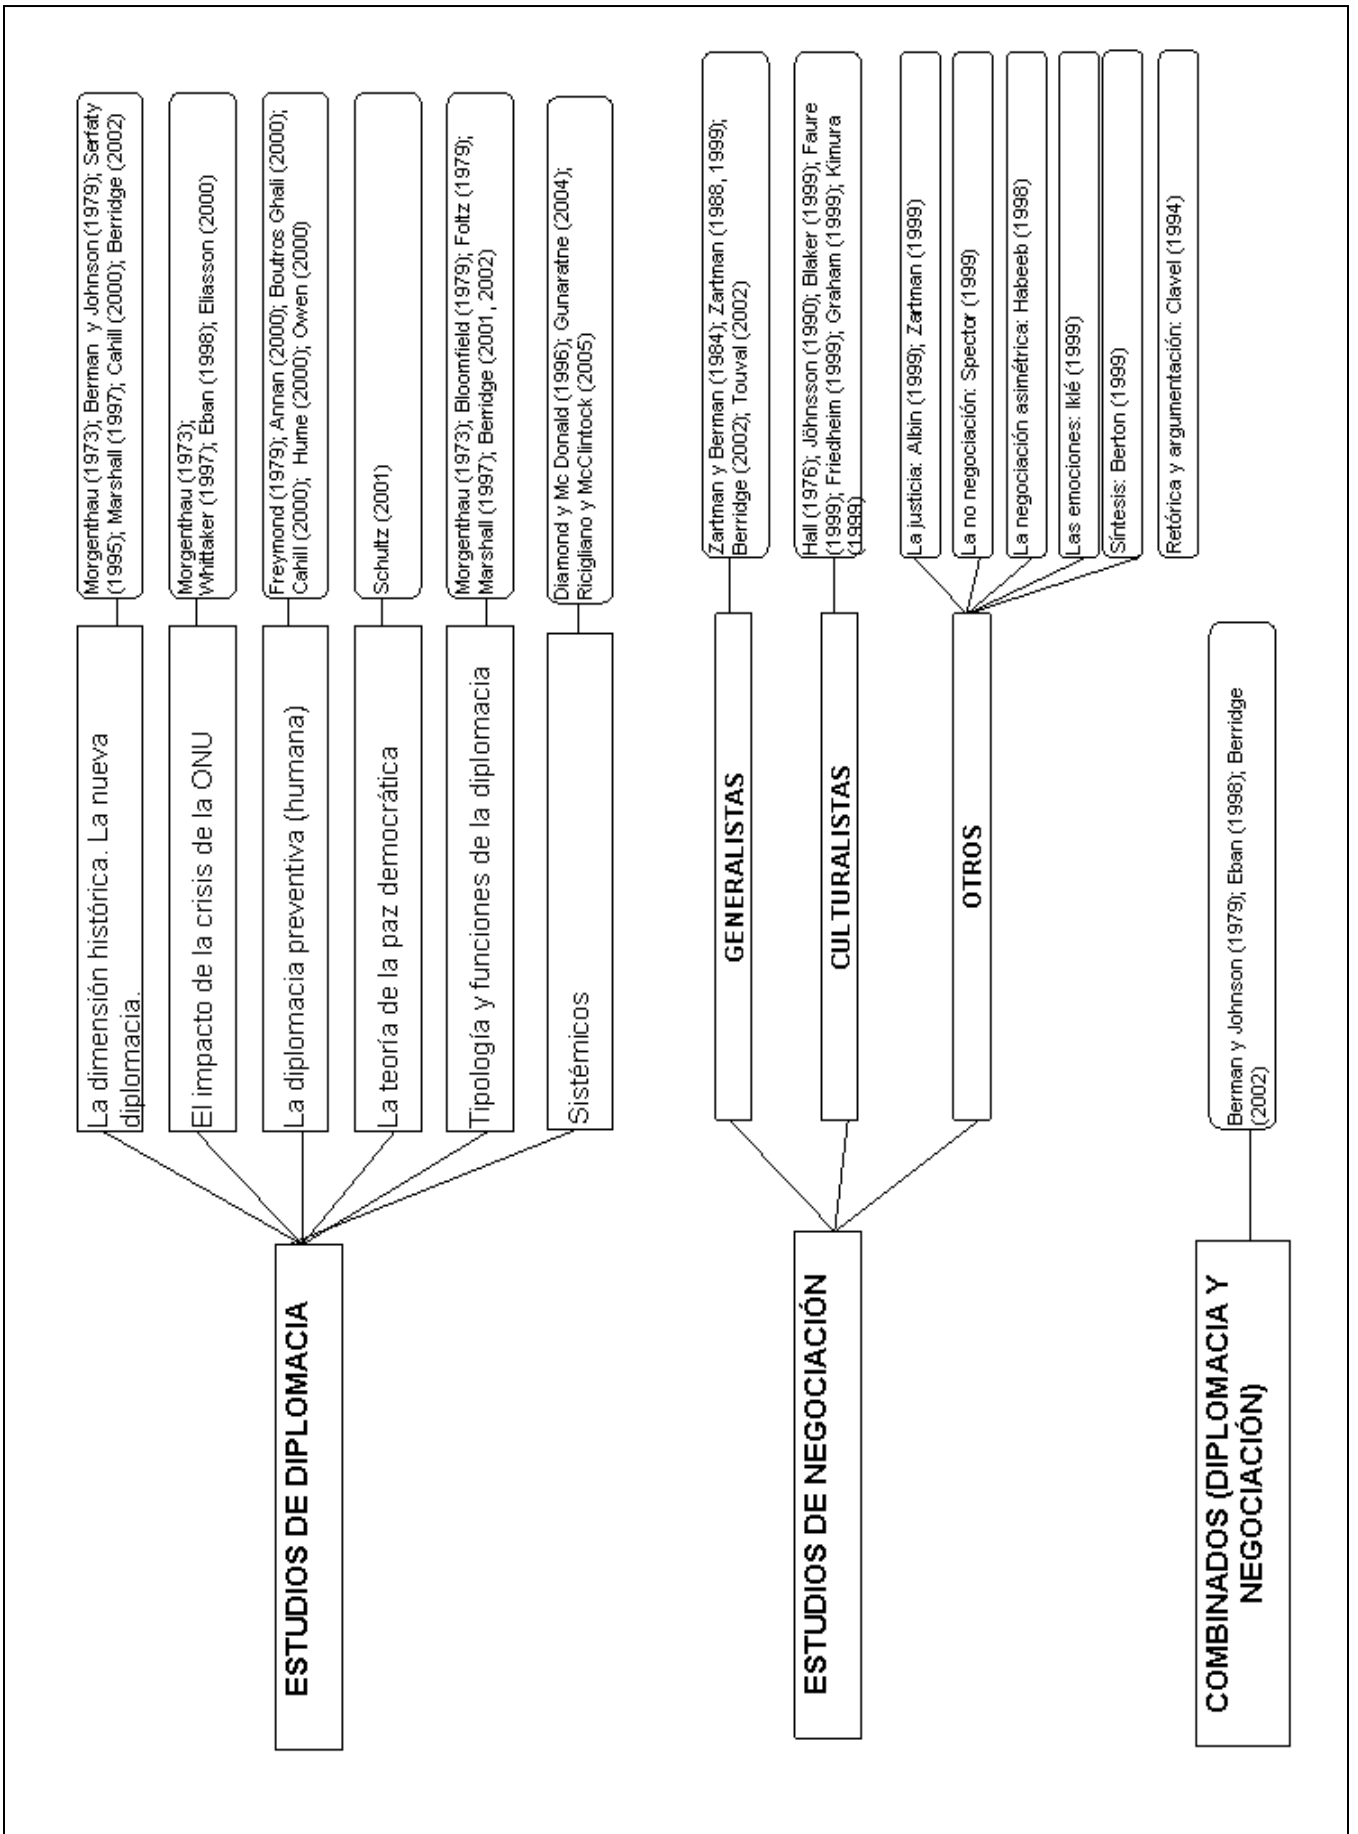 ESTUDIOS DE DIPLOMACIA
La dimensión histórica. La nueva
diplomacia.
Morgenthau (1973); Berman y Johnson (1979); Serfaty
(1995); Marshall (1997); Cahill (2000); Berridge (2002)
El impacto de la crisis de la ONU
Morgenthau (1973);
Whittaker (1997); Eban (1998); Eliasson (2000)
La diplomacia preventiva (humana)
Freymond (1979); Annan (2000); Boutros Ghali (2000);
Cahill (2000); Hume (2000); Owen (2000)
La teoría de la paz democrática
Schultz (2001)
Tipología y funciones de la diplomacia
Morgenthau (1973); Bloomfield (1979); Foltz (1979);
Marshall (1997); Berridge (2001, 2002)
Sistémicos
Diamond y Mc Donald (1996); Gunaratne (2004);
Ricigliano y McClintock (2005)
ESTUDIOS DE NEGOCIACIÓN
GENERALISTAS
Zartman y Berman (1984); Zartman (1988, 1999);
Berridge (2002); Touval (2002)
CULTURALISTAS
Hall (1976); Jöhnsson (1990); Blaker (1999); Faure
(1999); Friedheim (1999); Graham (1999); Kimura
(1999)
OTROS
La justicia: Albin (1999); Zartman (1999)
La no negociación: Spector (1999)
La negociación asimétrica: Habeeb (1998)
Las emociones: Iklé (1999)
Síntesis: Berton (1999)
Retórica y argumentación: Clavel (1994)
COMBINADOS (DIPLOMACIA Y
NEGOCIACIÓN)
Berman y Johnson (1979); Eban (1998); Berridge
(2002)